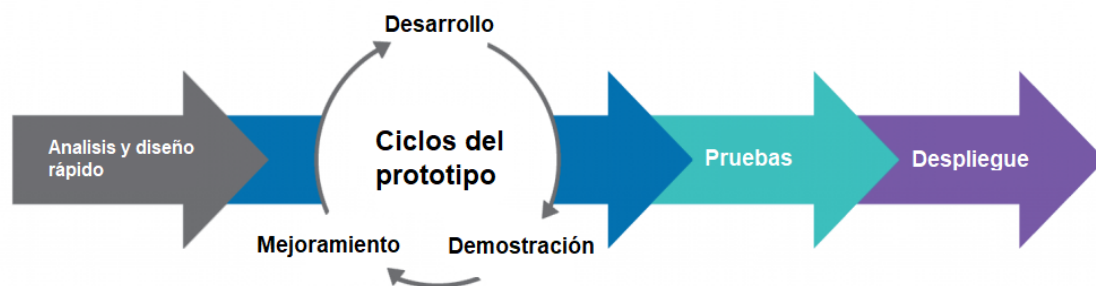 Desarrollo
Analisis y diseño
rápido
Ciclos del
prototipo
Pruebas
Despliegue
Mejoramiento
Demostración